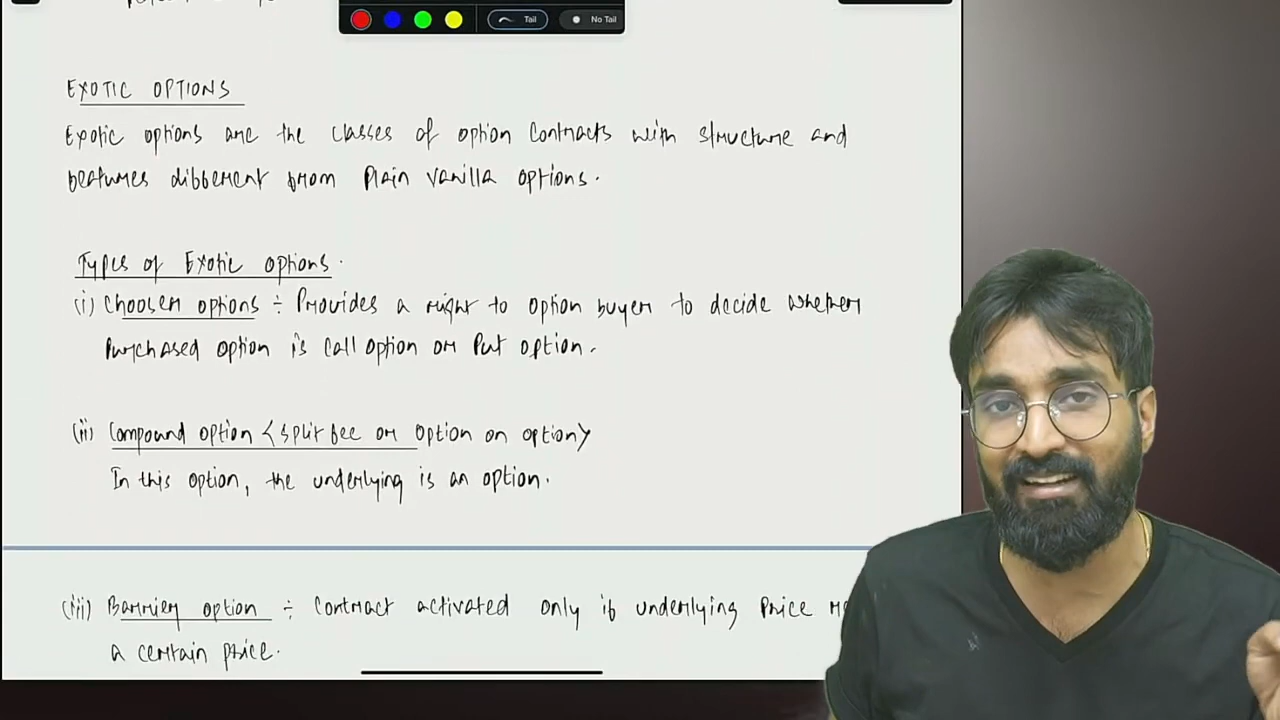 Tail
No Tail
EXOTIC OPTIONS
Exotic options are the classes of option contracts with structure and
features different from plain vanilla options.
Types of Exotic options.
(i) Chooser options ÷ Provides a right to option buyer to decide whether
purchased option is call option or Put option.
(ii) Compound option <split fee or option on option>
In this option, the underlying is an option.
(iii) Barrier option ÷ Contract activated only if underlying Price
a certain price.